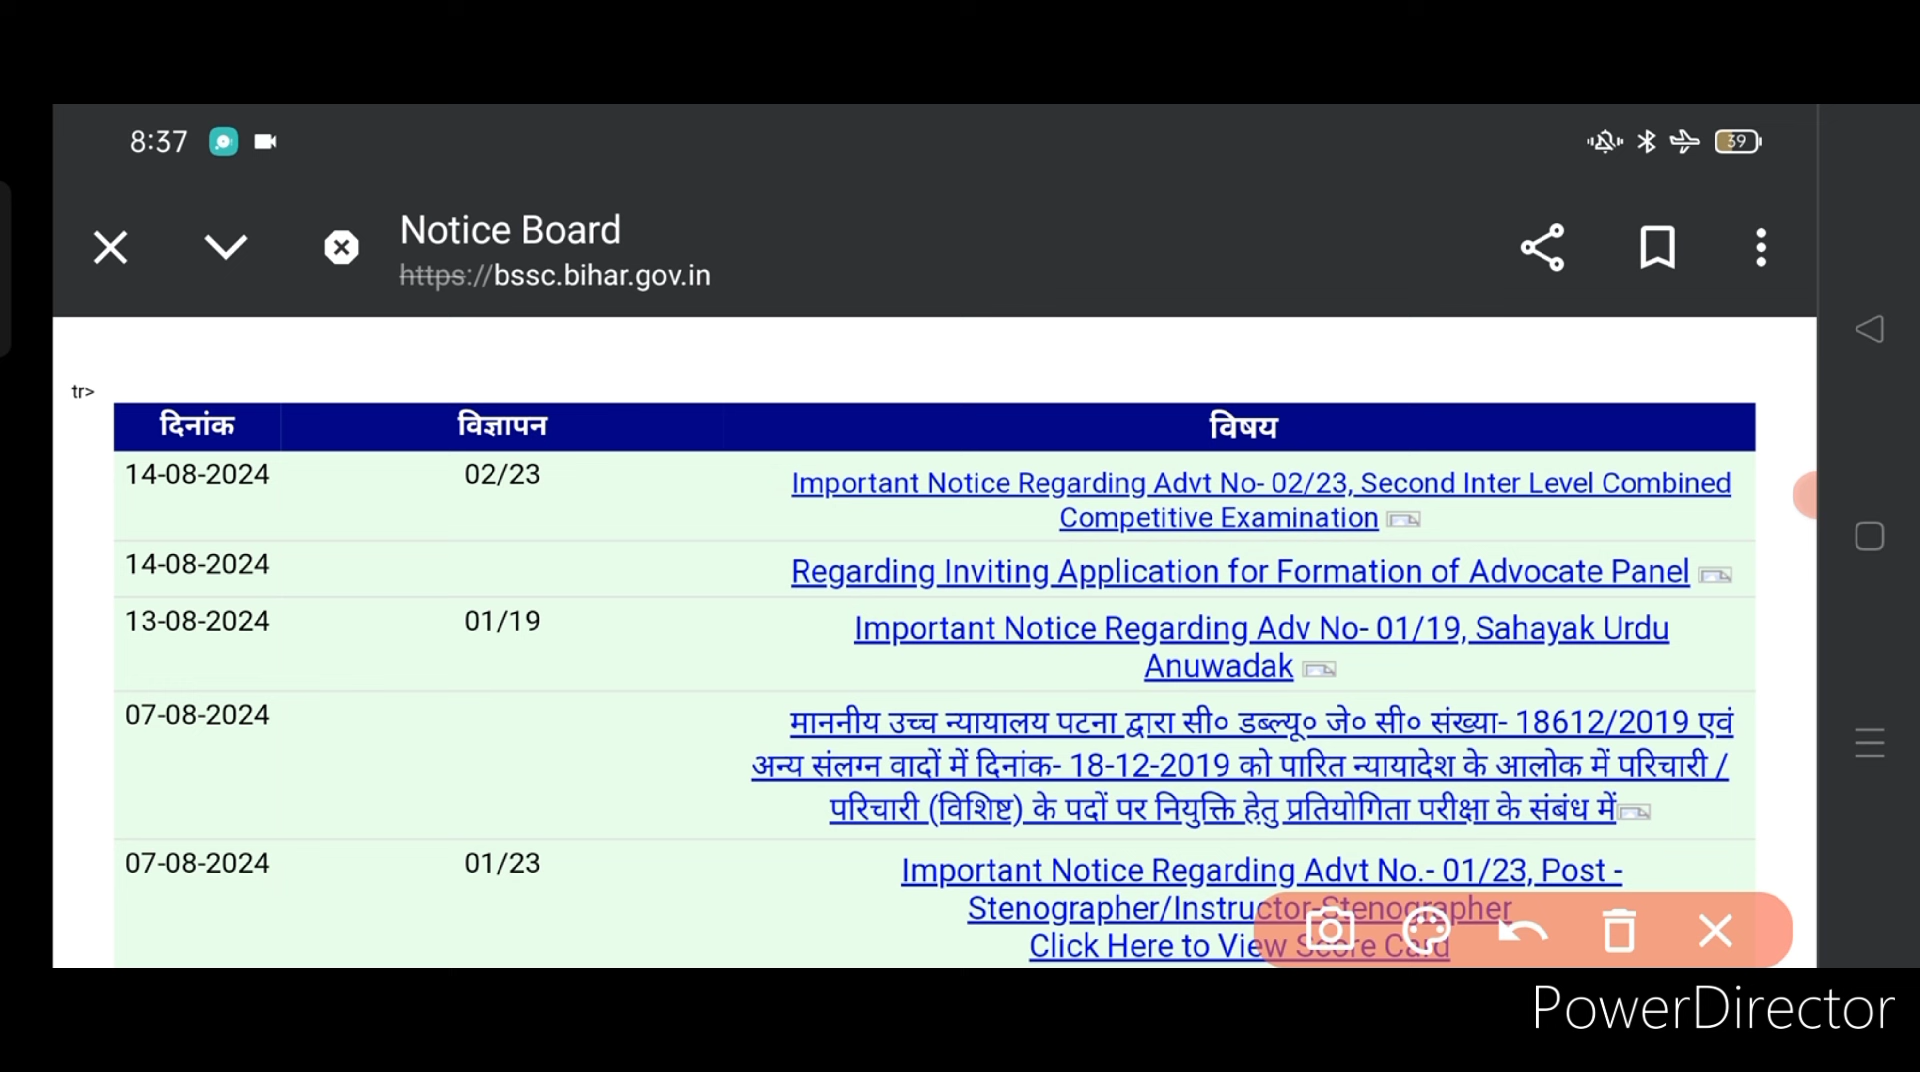 8:37
39
Notice Board
https://bssc.bihar.gov.in
tr>
दिनांक विज्ञापन विषय
14-08-2024 02/23 Important Notice Regarding Advt No- 02/23, Second Inter Level Combined
Competitive Examination
14-08-2024 Regarding Inviting Application for Formation of Advocate Panel
13-08-2024 01/19 Important Notice Regarding Adv No- 01/19, Sahayak Urdu
Anuwadak
07-08-2024 माननीय उच्च न्यायालय पटना द्वारा सी० डब्ल्यू० जे० सी० संख्या- 18612/2019 एवं
अन्य संलग्न वादों में दिनांक- 18-12-2019 को पारित न्यायादेश के आलोक में परिचारी /
परिचारी (विशिष्ट) के पदों पर नियुक्ति हेतु प्रतियोगिता परीक्षा के संबंध में
07-08-2024 01/23 Important Notice Regarding Advt No.- 01/23, Post -
Stenographer/Instructor-Stenographer
Click Here to View Score Card
PowerDirector